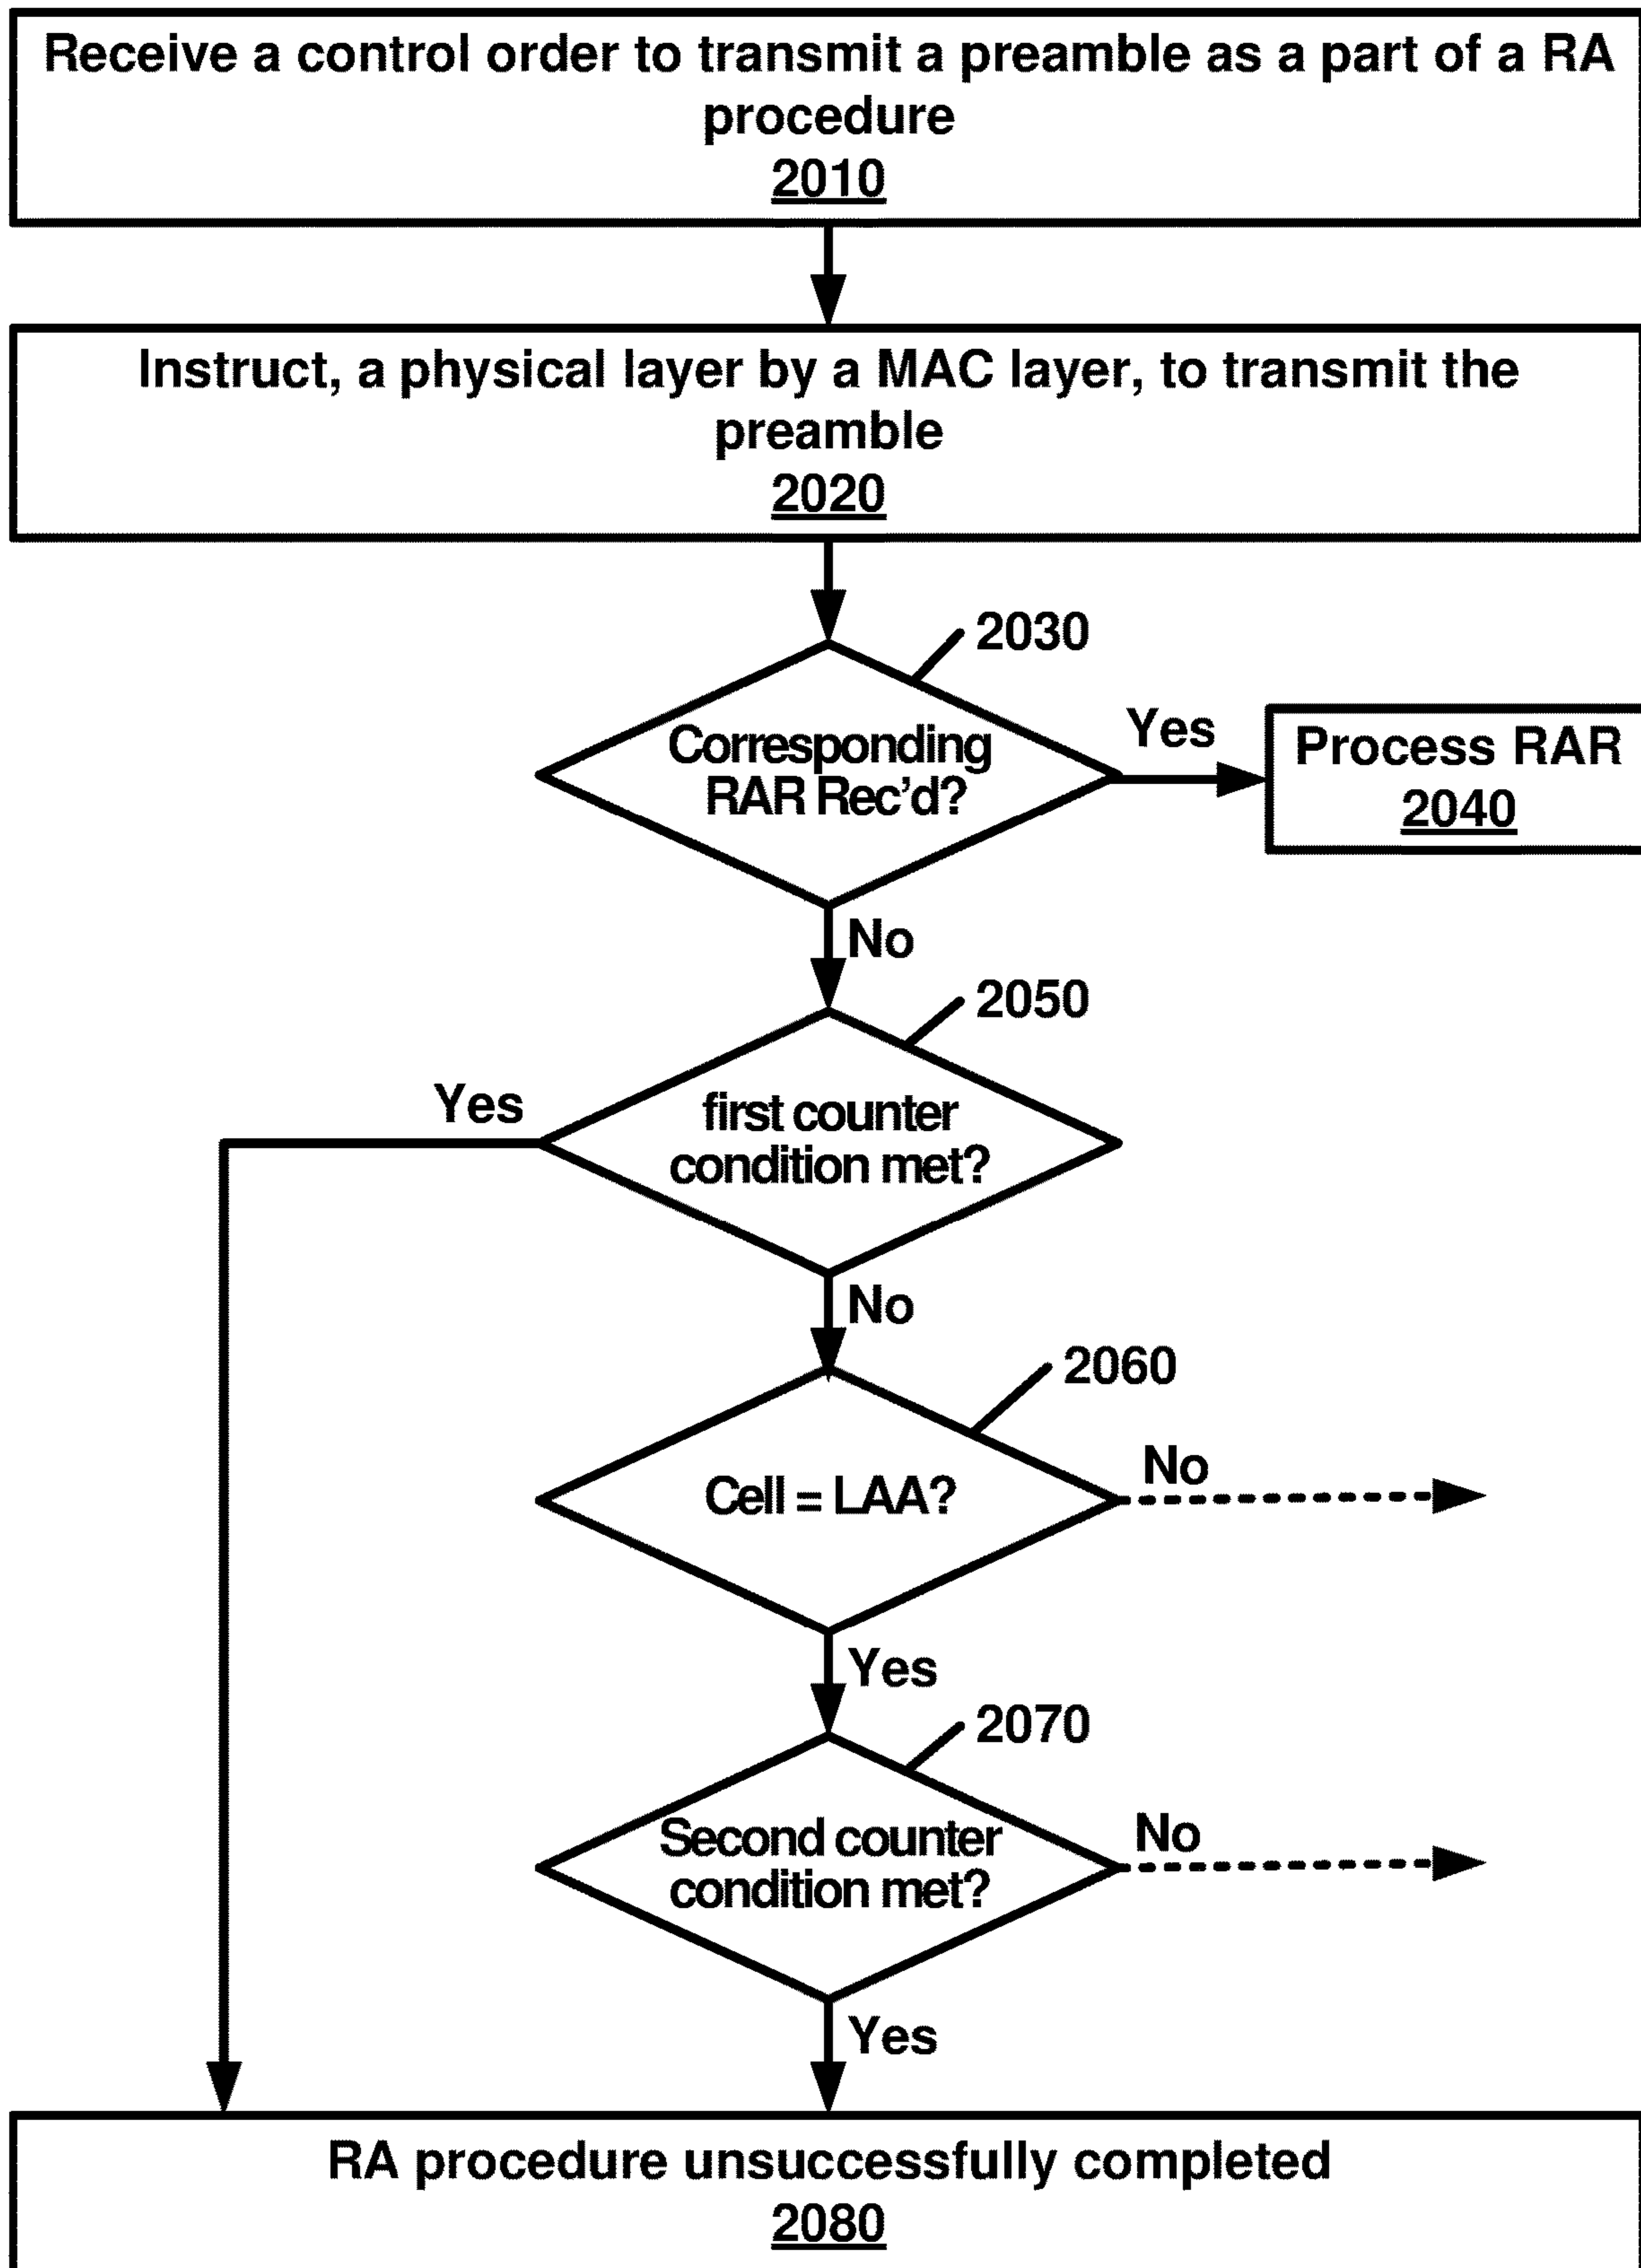 Receive a control order to transmit a preamble as a part of a RA
procedure
2010
Instruct, a physical layer by a MAC layer, to transmit the
preamble
2020
2030
Corresponding
RAR Rec'd?
Yes
Process RAR
2040
No
2050
Yes
first counter
condition met?
No
2060
Cell = LAA?
No
Yes
2070
Second counter
condition met?
No
Yes
RA procedure unsuccessfully completed
2080